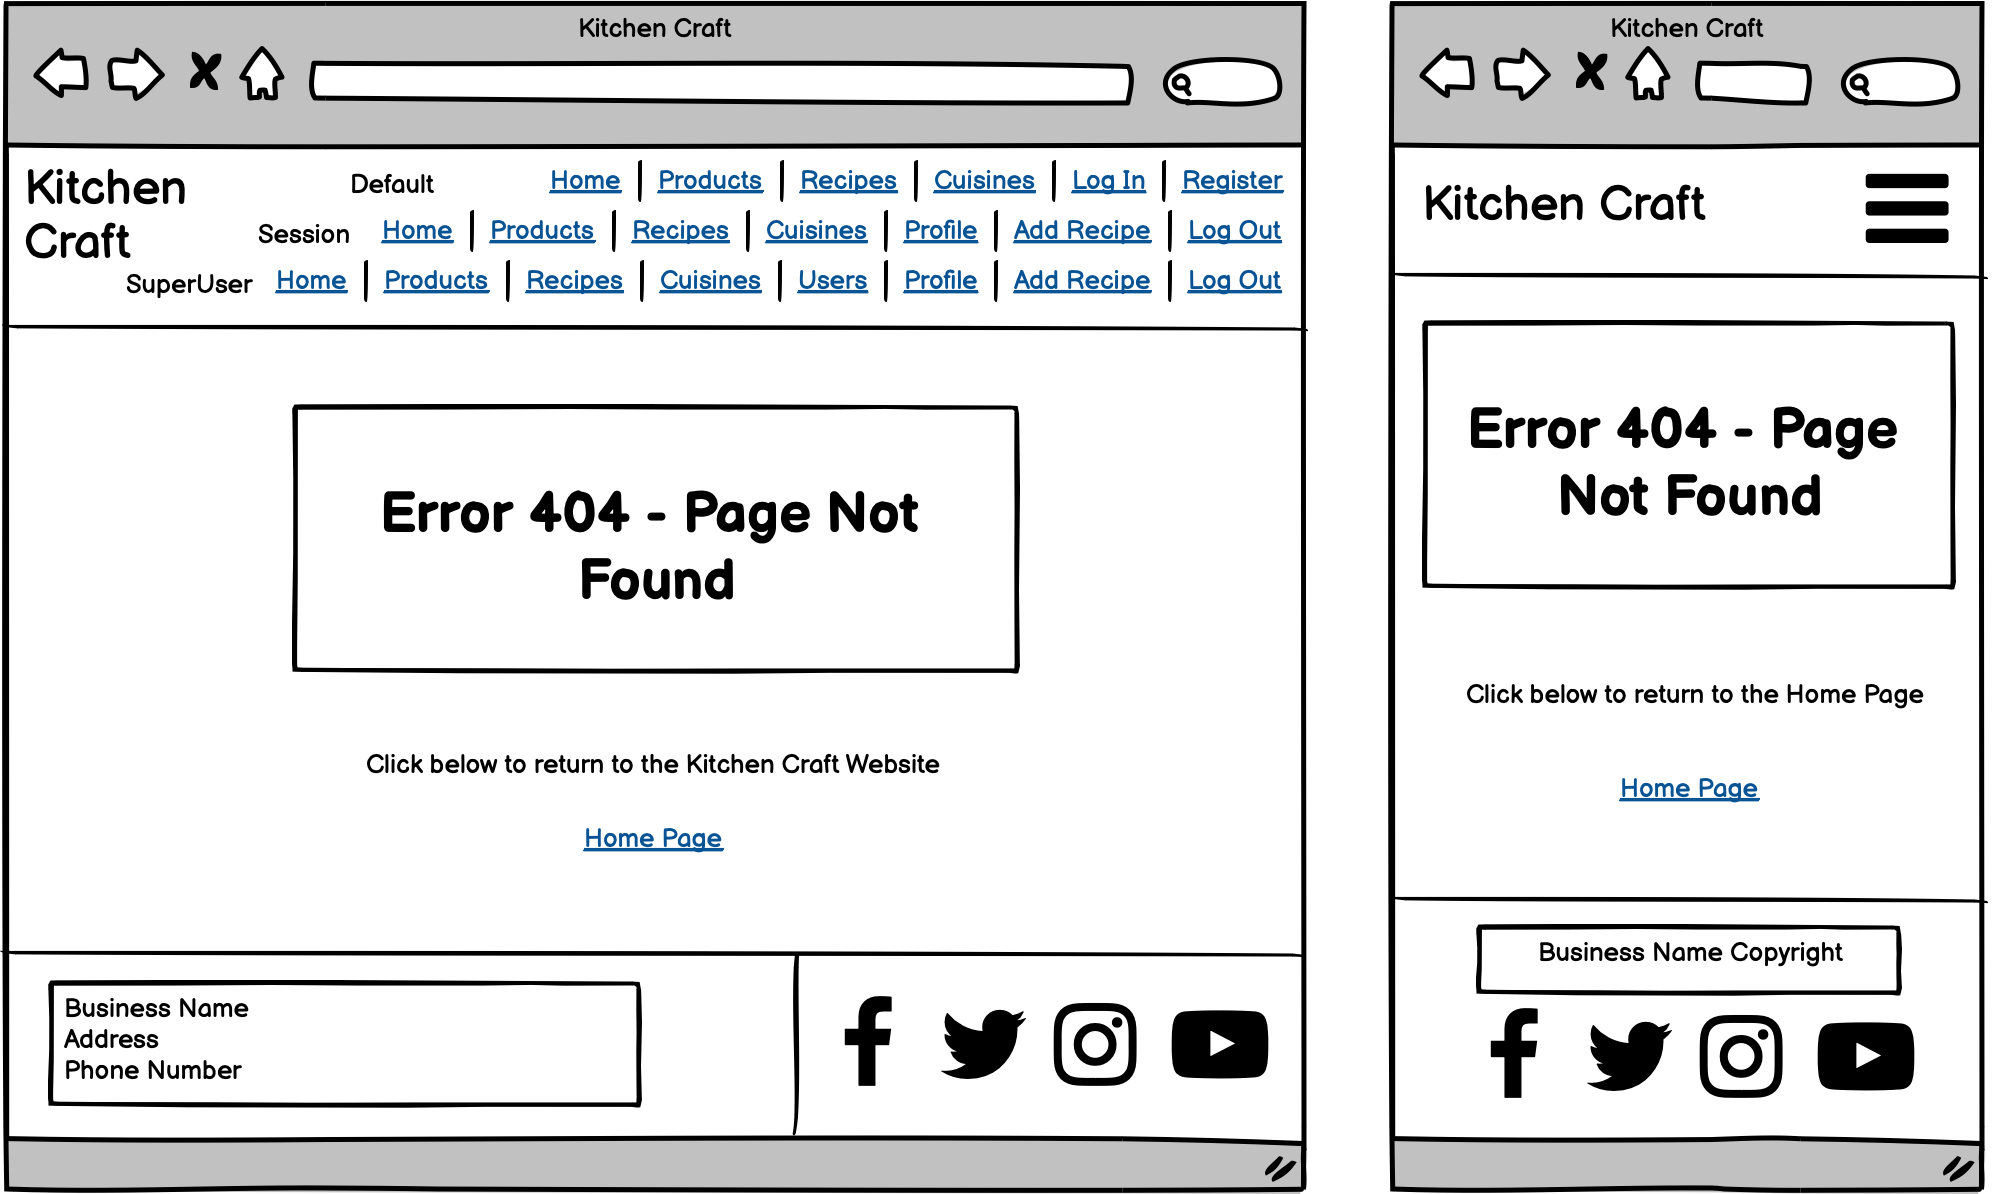 Kitchen Craft
Kitchen
Craft
Default Home Products Recipes Cuisines Log In Register
Session Home Products Recipes Cuisines Profile Add Recipe Log Out
SuperUser Home Products Recipes Cuisines Users Profile Add Recipe Log Out
Error 404 - Page Not
Found
Click below to return to the Kitchen Craft Website
Home Page
Business Name
Address
Phone Number
Kitchen Craft
Kitchen Craft
Error 404 - Page
Not Found
Click below to return to the Home Page
Home Page
Business Name Copyright